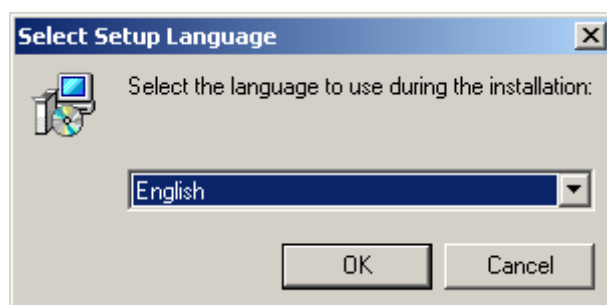 Select Setup Language
Select the language to use during the installation:
English
OK
Cancel